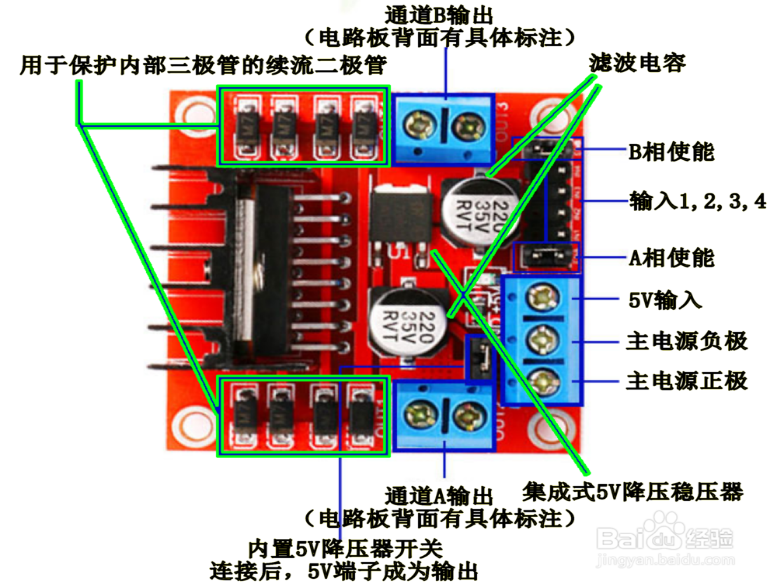 通道B输出
（电路板背面有具体标注）
用于保护内部三极管的续流二极管
滤波电容
M7
M7
M7
M7
B相使能
220
35V
RVT
输入1,2,3,4
A相使能
5V输入
220
35V
RVT
主电源负极
主电源正极
M7
通道A输出
（电路板背面有具体标注）
集成式5V降压稳压器
内置5V降压器开关
连接后，5V端子成为输出
Baidu经验
jingyan.baidu.com